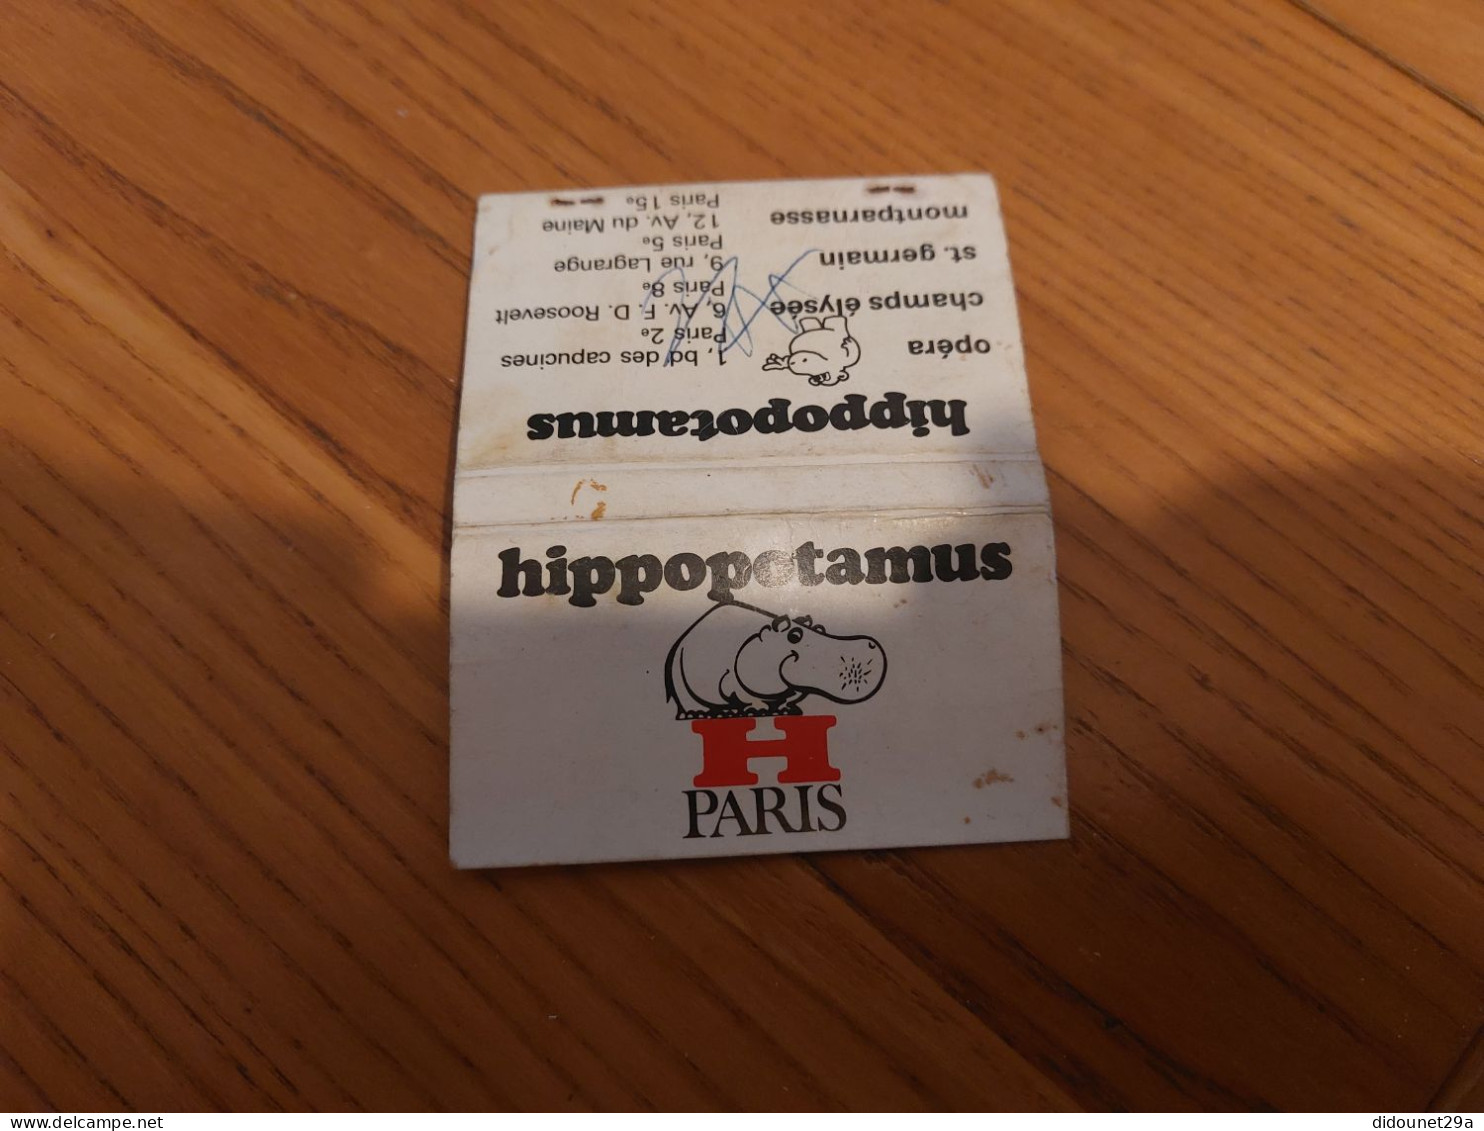 hippopotamus
opéra 1, bd des capucines
Paris 2e
champs élysée 6, Av. F. D. Roosevelt
Paris 8e
st. germain 9, rue Lagrange
Paris 5e
montparnasse 12, Av. du Maine
Paris 15e
hippopotamus
H
PARIS
delcampe.net
didounet29a